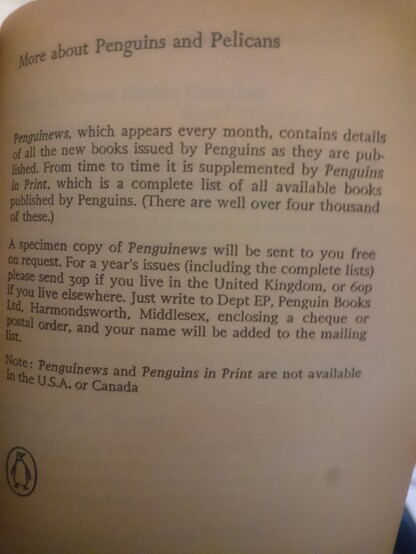 More about Penguins and Pelicans
Penguinews, which appears every month, contains details
of all the new books issued by Penguins as they are pub-
lished. From time to time it is supplemented by Penguins
in Print, which is a complete list of all available books
published by Penguins. (There are well over four thousand
of these.)
A specimen copy of Penguinews will be sent to you free
on request. For a year's issues (including the complete lists)
please send 30p if you live in the United Kingdom, or 60p
if you live elsewhere. Just write to Dept EP, Penguin Books
Ltd, Harmondsworth, Middlesex, enclosing a cheque or
postal order, and your name will be added to the mailing
list.
Note: Penguinews and Penguins in Print are not available
in the U.S.A. or Canada